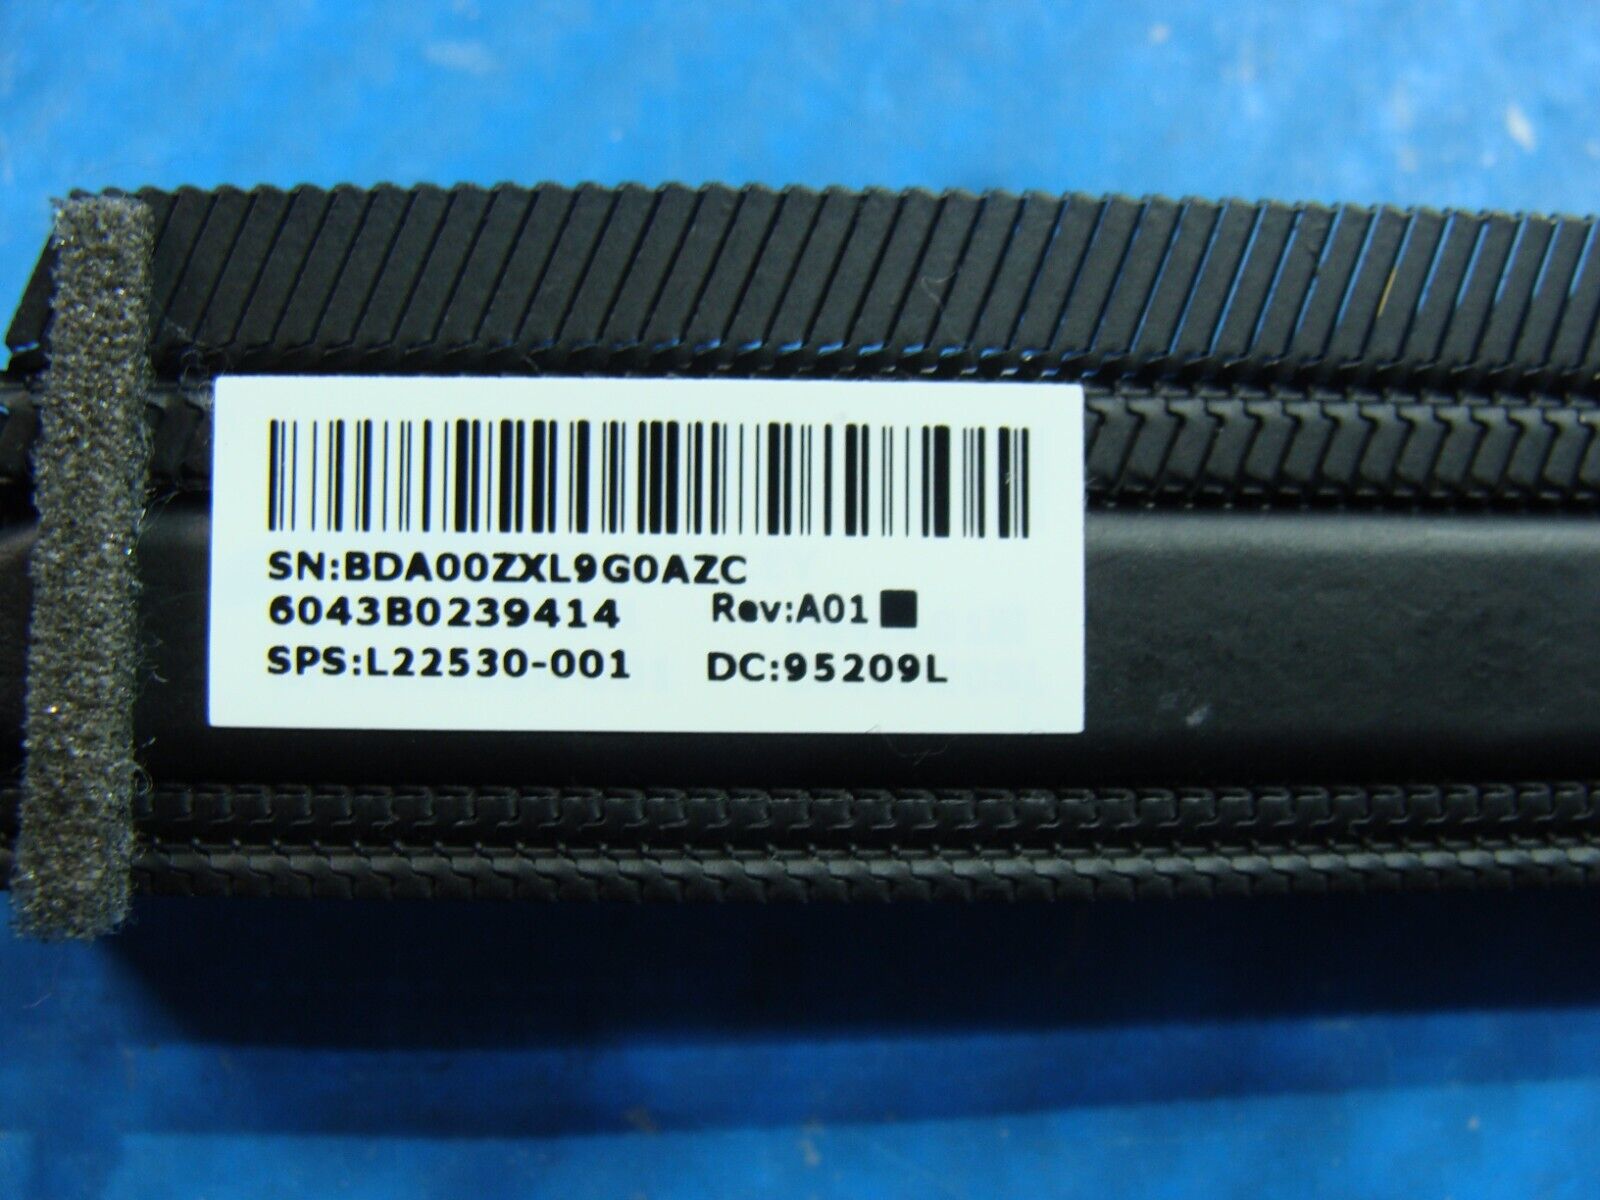 SN:BDA00ZXL9G0AZC
6043B0239414 Rev:A01
SPS:L22530-001 DC:95209L